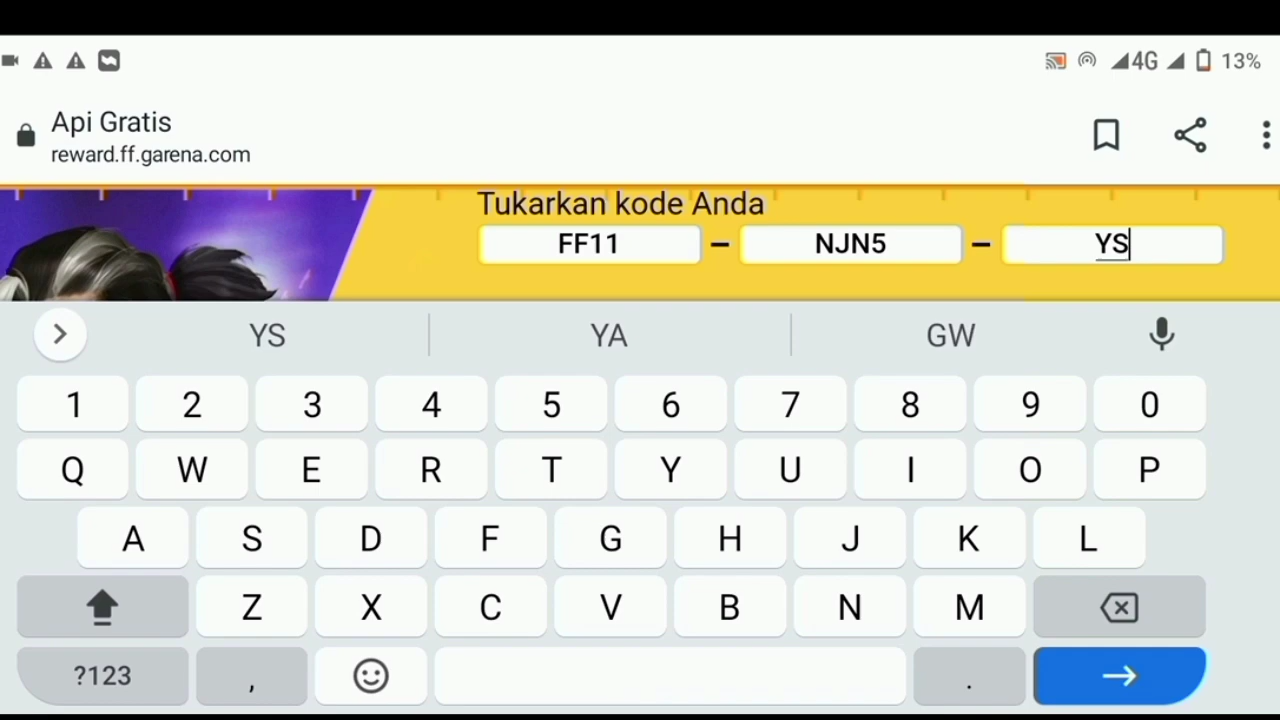 4G 13%
Api Gratis
reward.ff.garena.com
Tukarkan kode Anda
FF11 – NJN5 – YS
YS YA GW
1 2 3 4 5 6 7 8 9 0
Q W E R T Y U I O P
A S D F G H J K L
Z X C V B N M
?123 , .